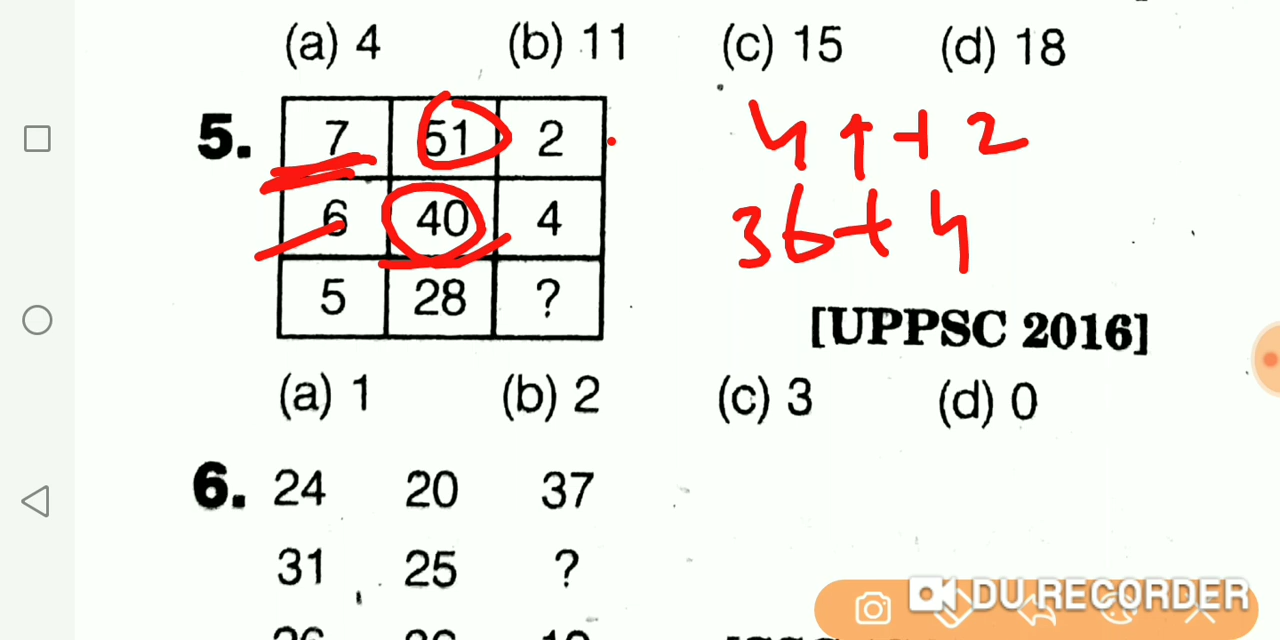 (a) 4 (b) 11 (c) 15 (d) 18
5. 7 51 2
6 40 4
5 28 ?
+ 2
36 + 4
[UPPSC 2016]
(a) 1 (b) 2 (c) 3 (d) 0
6. 24 20 37
31 25 ?
DU RECORDER